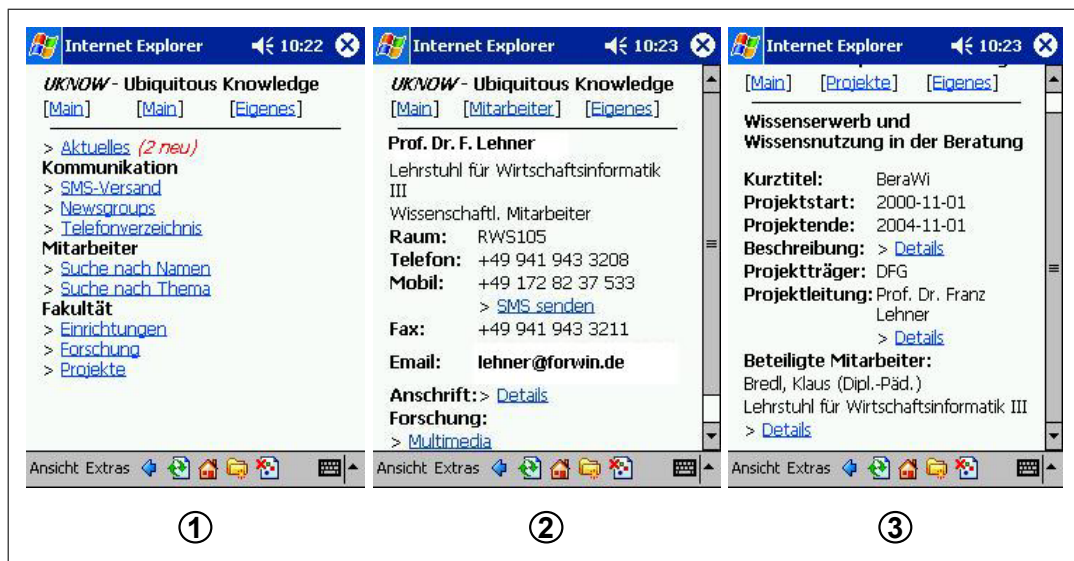 Internet Explorer 10:22
UKNOW - Ubiquitous Knowledge
[Main] [Main] [Eigenes]
> Aktuelles (2 neu)
Kommunikation
> SMS-Versand
> Newsgroups
> Telefonverzeichnis
Mitarbeiter
> Suche nach Namen
> Suche nach Thema
Fakultät
> Einrichtungen
> Forschung
> Projekte
Ansicht Extras
1
Internet Explorer 10:23
UKNOW - Ubiquitous Knowledge
[Main] [Mitarbeiter] [Eigenes]
Prof. Dr. F. Lehner
Lehrstuhl für Wirtschaftsinformatik
III
Wissenschaftl. Mitarbeiter
Raum: RWS105
Telefon: +49 941 943 3208
Mobil: +49 172 82 37 533
> SMS senden
Fax: +49 941 943 3211
Email: lehner@forwin.de
Anschrift:> Details
Forschung:
> Multimedia
Ansicht Extras
2
Internet Explorer 10:23
[Main] [Projekte] [Eigenes]
Wissenserwerb und
Wissensnutzung in der Beratung
Kurztitel: BeraWi
Projektstart: 2000-11-01
Projektende: 2004-11-01
Beschreibung: > Details
Projektträger: DFG
Projektleitung: Prof. Dr. Franz
Lehner
> Details
Beteiligte Mitarbeiter:
Bredl, Klaus (Dipl.-Päd.)
Lehrstuhl für Wirtschaftsinformatik III
> Details
Ansicht Extras
3